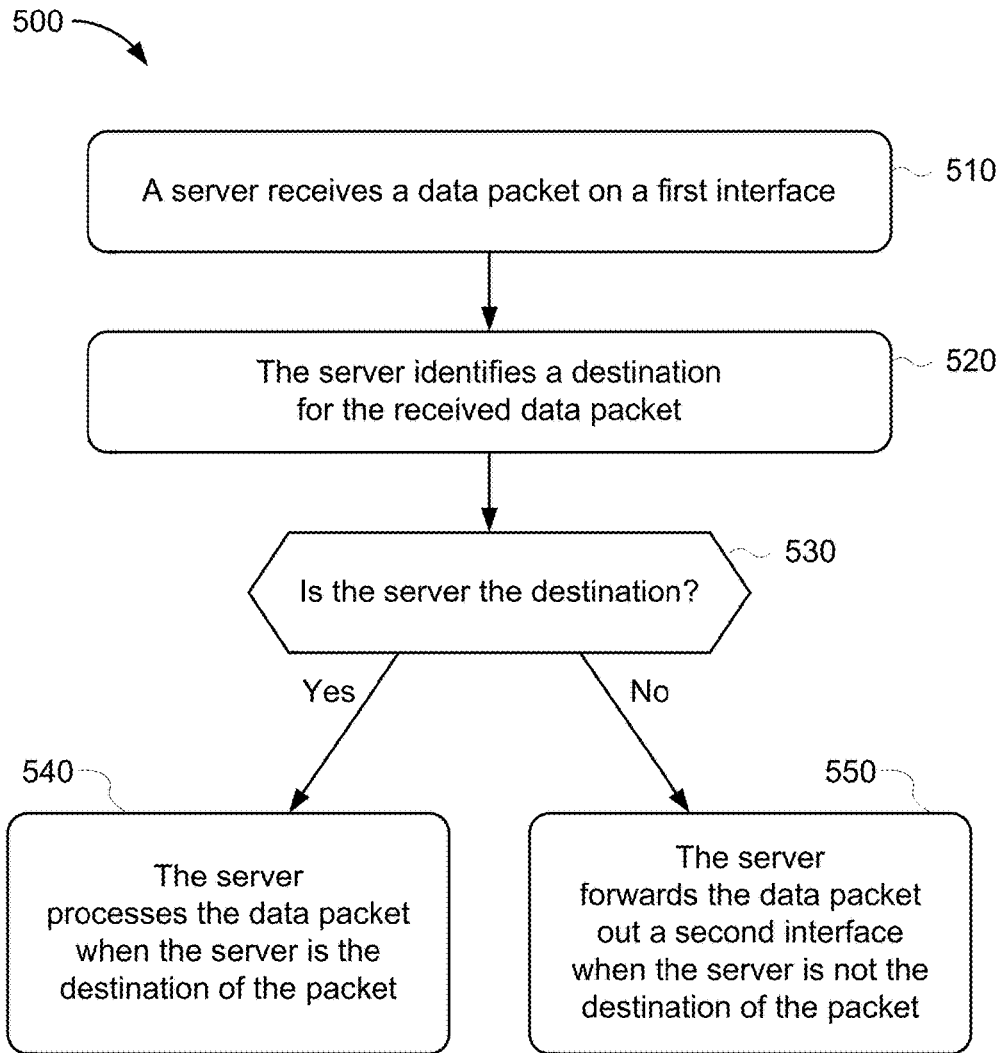 500
A server receives a data packet on a first interface
510
The server identifies a destination
for the received data packet
520
Is the server the destination?
530
Yes
No
540
The server
processes the data packet
when the server is the
destination of the packet
550
The server
forwards the data packet
out a second interface
when the server is not the
destination of the packet